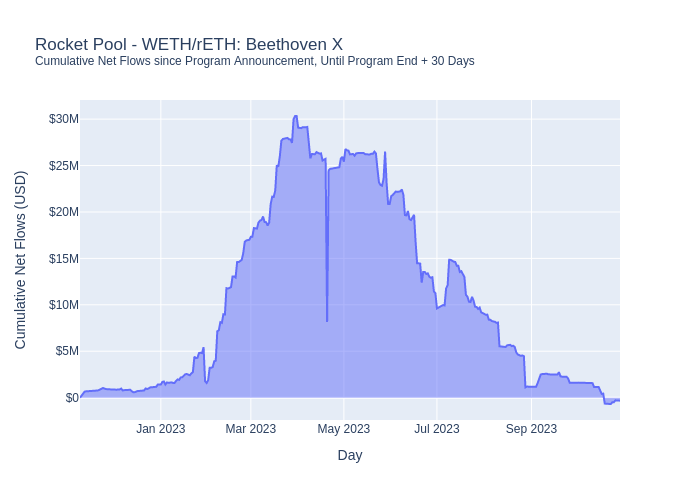 Rocket Pool - WETH/rETH: Beethoven X
Cumulative Net Flows since Program Announcement, Until Program End + 30 Days
$30M
$25M
$20M
$15M
$10M
$5M
$0
Cumulative Net Flows (USD)
Jan 2023
Mar 2023
May 2023
Jul 2023
Sep 2023
Day